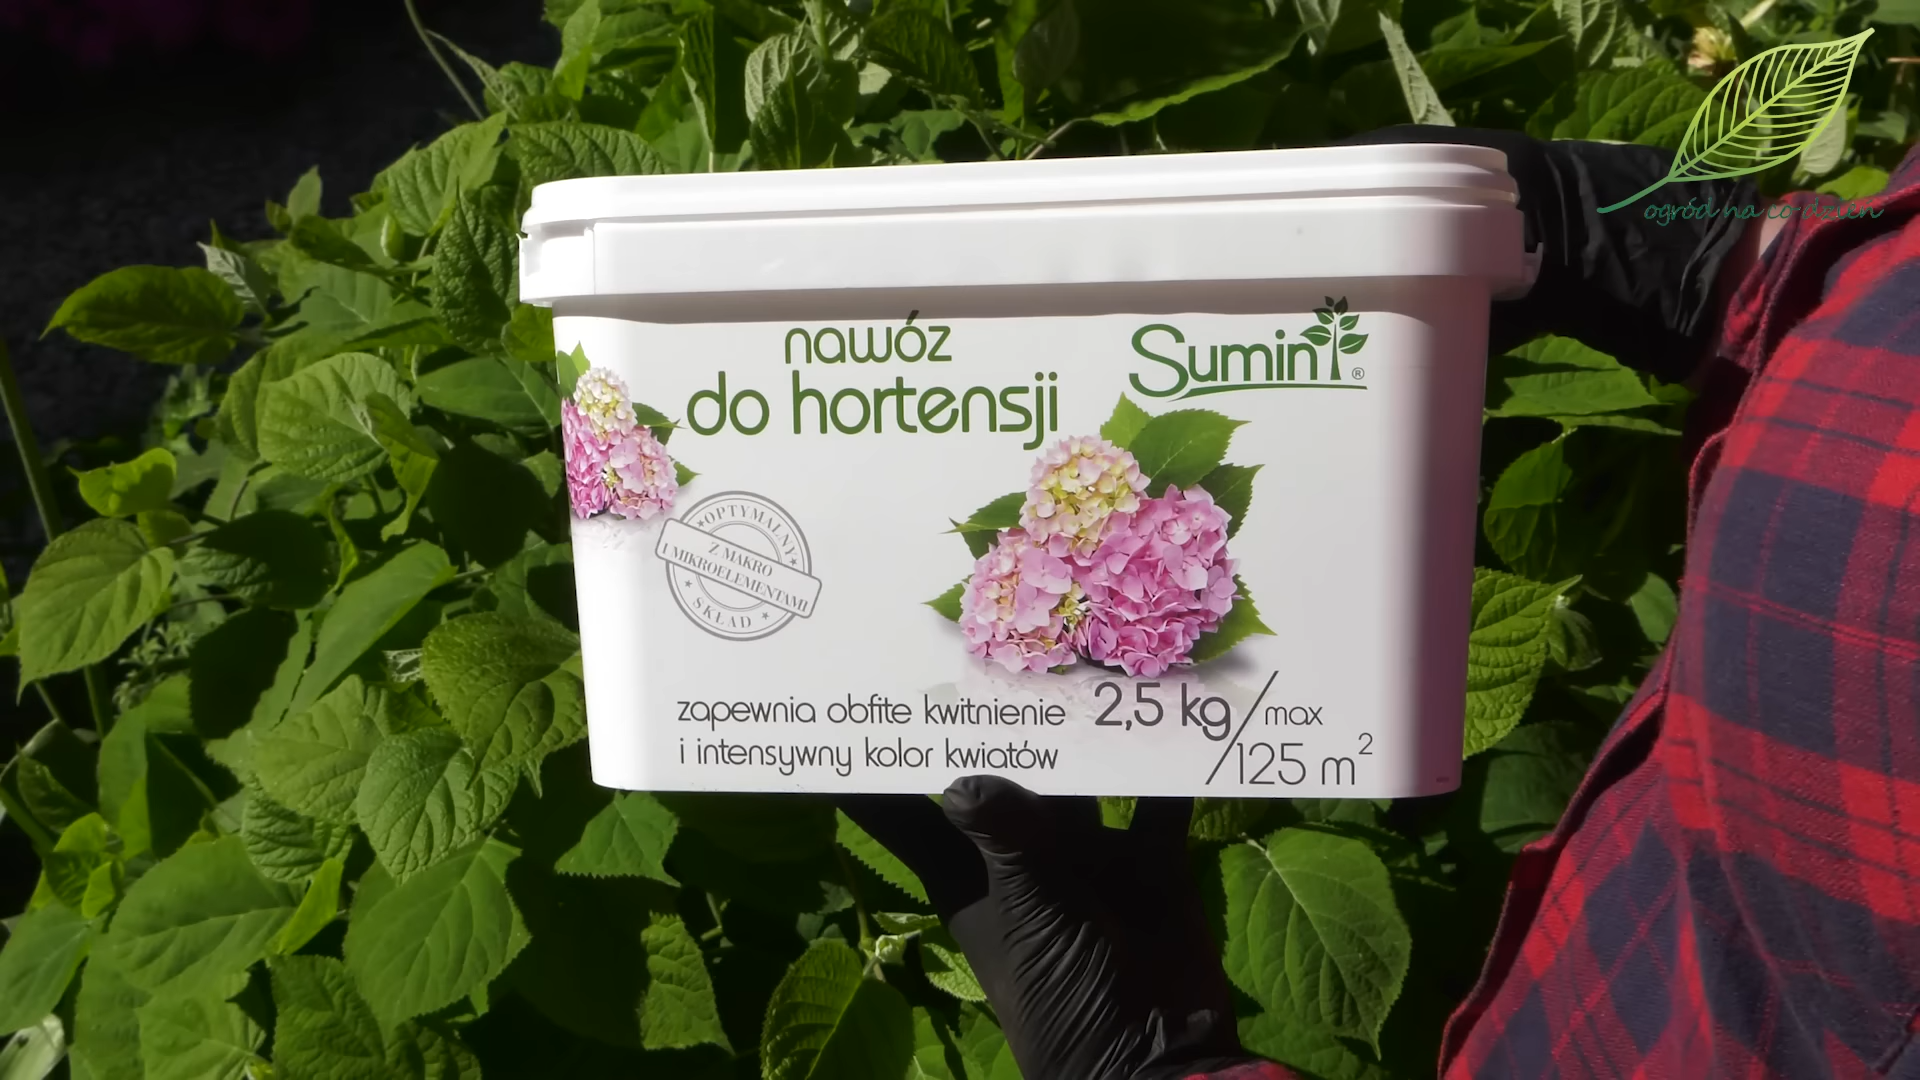 ogród na co dzień
nawóz
do hortensji
Sumin®
OPTYMALNY
Z MAKRO
I MIKROELEMENTAMI
SKŁAD
zapewnia obfite kwitnienie
i intensywny kolor kwiatów
2,5 kg/max
125 m²